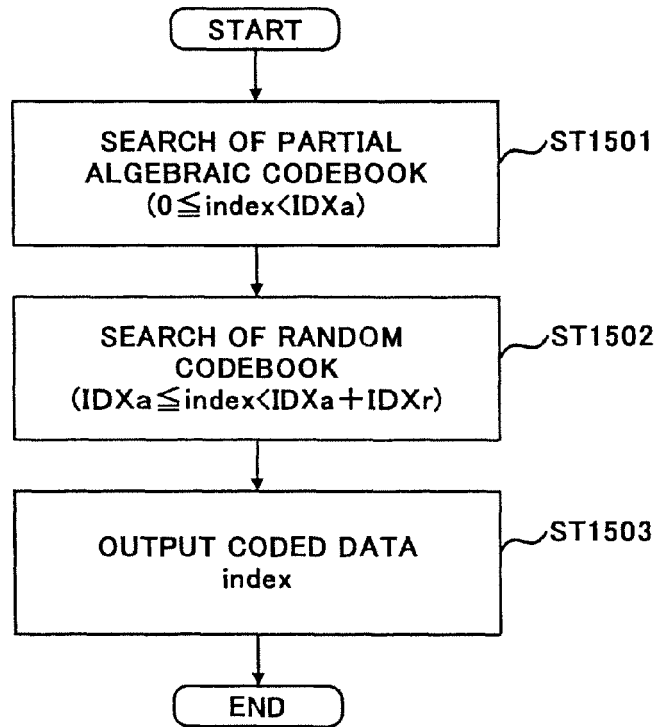 START
SEARCH OF PARTIAL
ALGEBRAIC CODEBOOK
(0≦index<IDXa)
ST1501
SEARCH OF RANDOM
CODEBOOK
(IDXa≦index<IDXa+IDXr)
ST1502
OUTPUT CODED DATA
index
ST1503
END